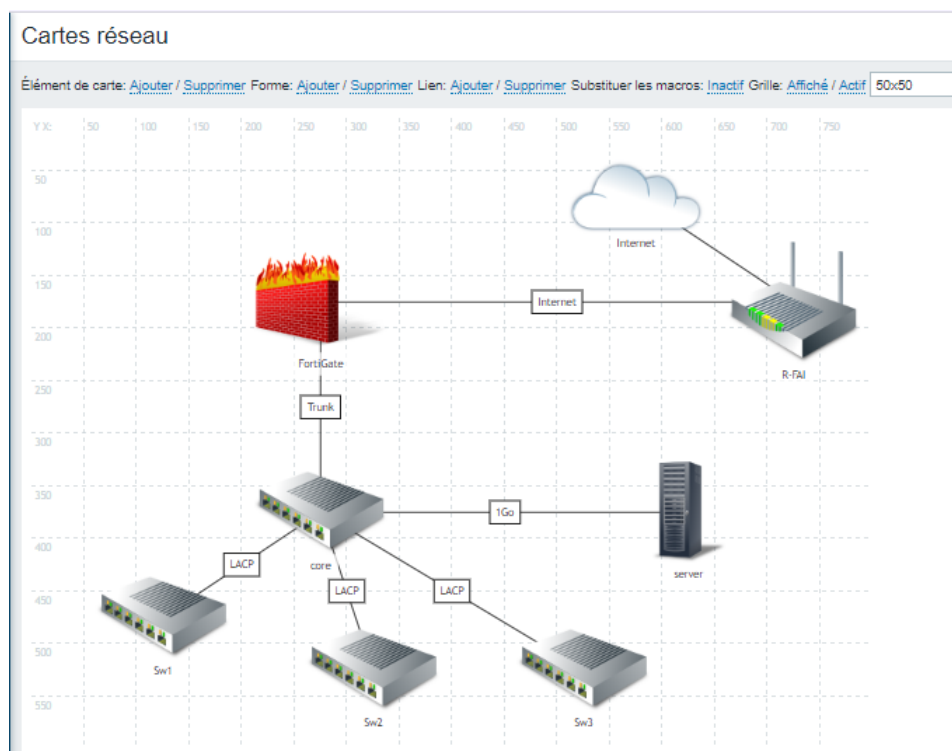 Cartes réseau
Élément de carte: Ajouter / Supprimer Forme: Ajouter / Supprimer Lien: Ajouter / Supprimer Substituer les macros: Inactif Grille: Affiché / Actif 50x50
Y X: 50 100 150 200 250 300 350 400 450 500 550 600 650 700 750
50
100
Internet
150
Internet
200
FortiGate
R-FAI
250
Trunk
300
350
1Go
400
LACP
core
server
450
LACP
LACP
500
Sw1
550
Sw2
Sw3